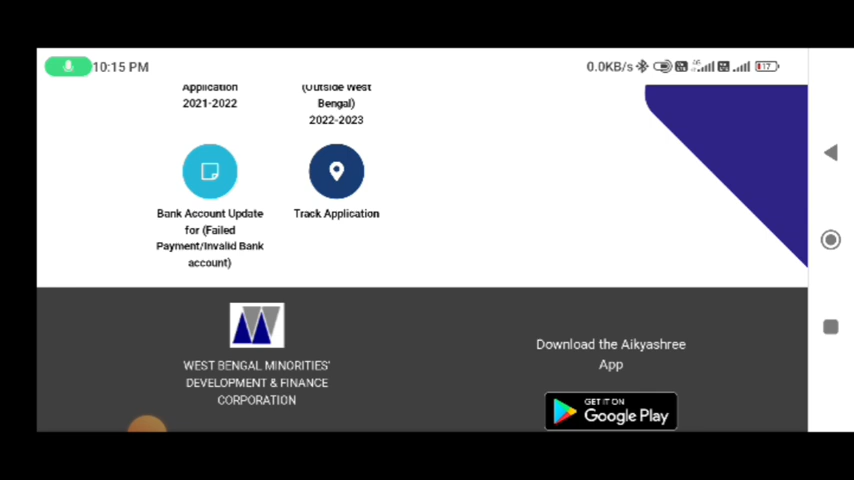 10:15 PM
0.0KB/s
4G
17
Application
2021-2022
(Outside West
Bengal)
2022-2023
Bank Account Update
for (Failed
Payment/Invalid Bank
account)
Track Application
WEST BENGAL MINORITIES'
DEVELOPMENT & FINANCE
CORPORATION
Download the Aikyashree
App
GET IT ON
Google Play